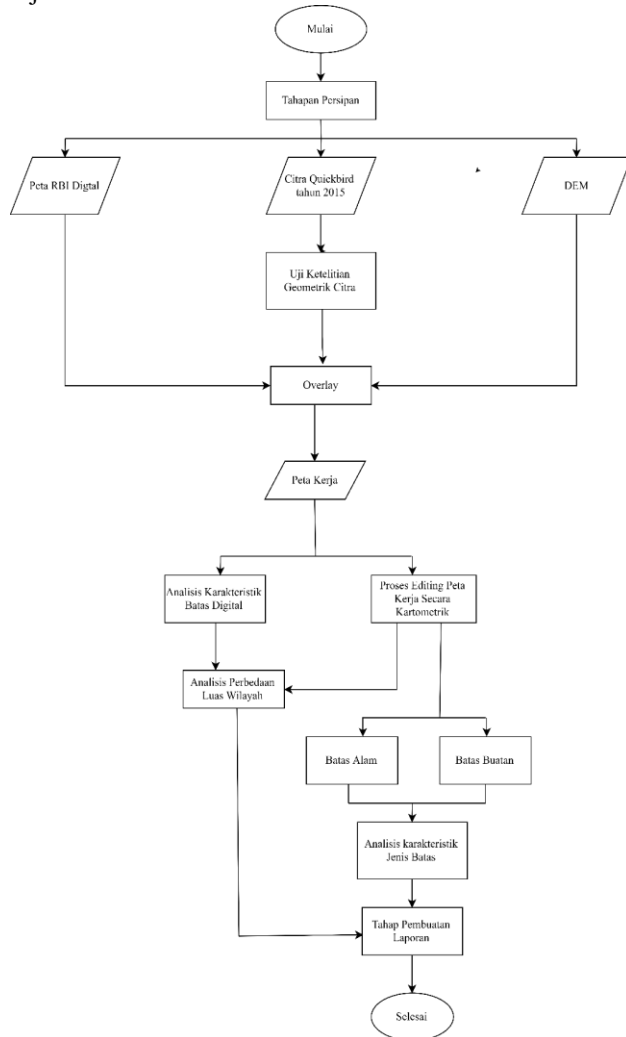 Mulai
Tahapan Persipan
Peta RBI Digtal
Citra Quickbird
tahun 2015
DEM
Uji Ketelitian
Geometrik Citra
Overlay
Peta Kerja
Analisis Karakteristik
Batas Digital
Proses Editing Peta
Kerja Secara
Kartometrik
Analisis Perbedaan
Luas Wilayah
Batas Alam
Batas Buatan
Analisis karakteristik
Jenis Batas
Tahap Pembuatan
Laporan
Selesai